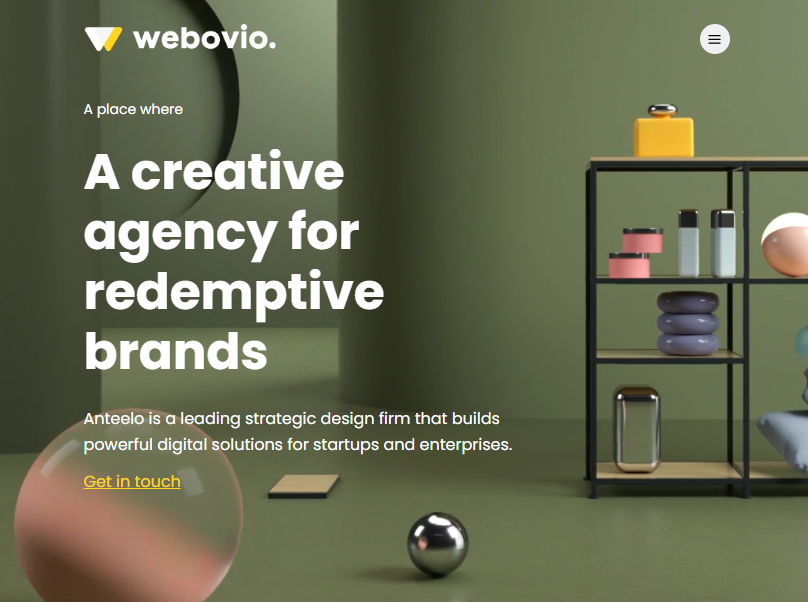 webovio.
A place where
A creative
agency for
redemptive
brands
Anteelo is a leading strategic design firm that builds
powerful digital solutions for startups and enterprises.
Get in touch